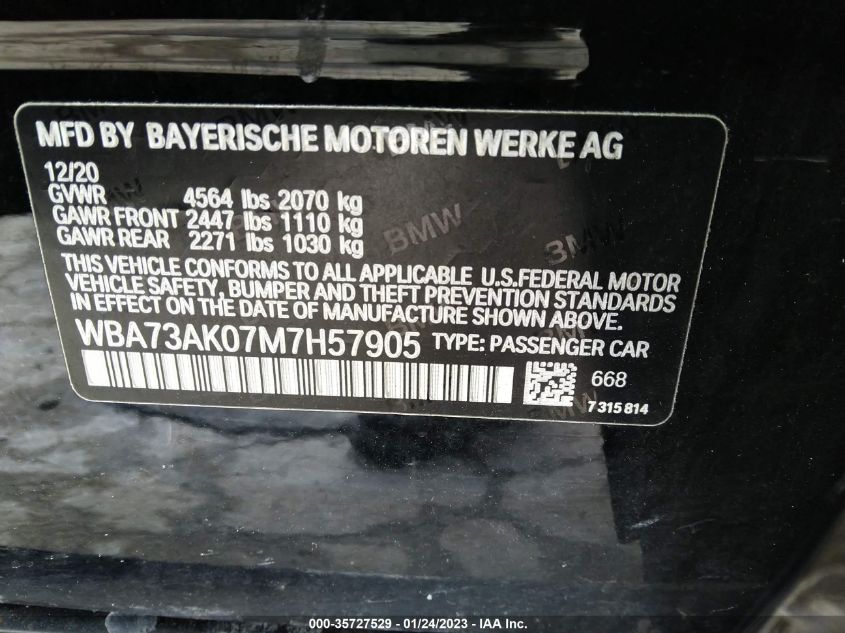 MFD BY BAYERISCHE MOTOREN WERKE AG
12/20
GVWR 4564 lbs 2070 kg
GAWR FRONT 2447 lbs 1110 kg
GAWR REAR 2271 lbs 1030 kg
THIS VEHICLE CONFORMS TO ALL APPLICABLE U.S.FEDERAL MOTOR
VEHICLE SAFETY, BUMPER AND THEFT PREVENTION STANDARDS
IN EFFECT ON THE DATE OF MANUFACTURE SHOWN ABOVE.
WBA73AK07M7H57905 TYPE: PASSENGER CAR
668
7315814
BMW
BMW
000-35727529 - 01/24/2023 - IAA Inc.